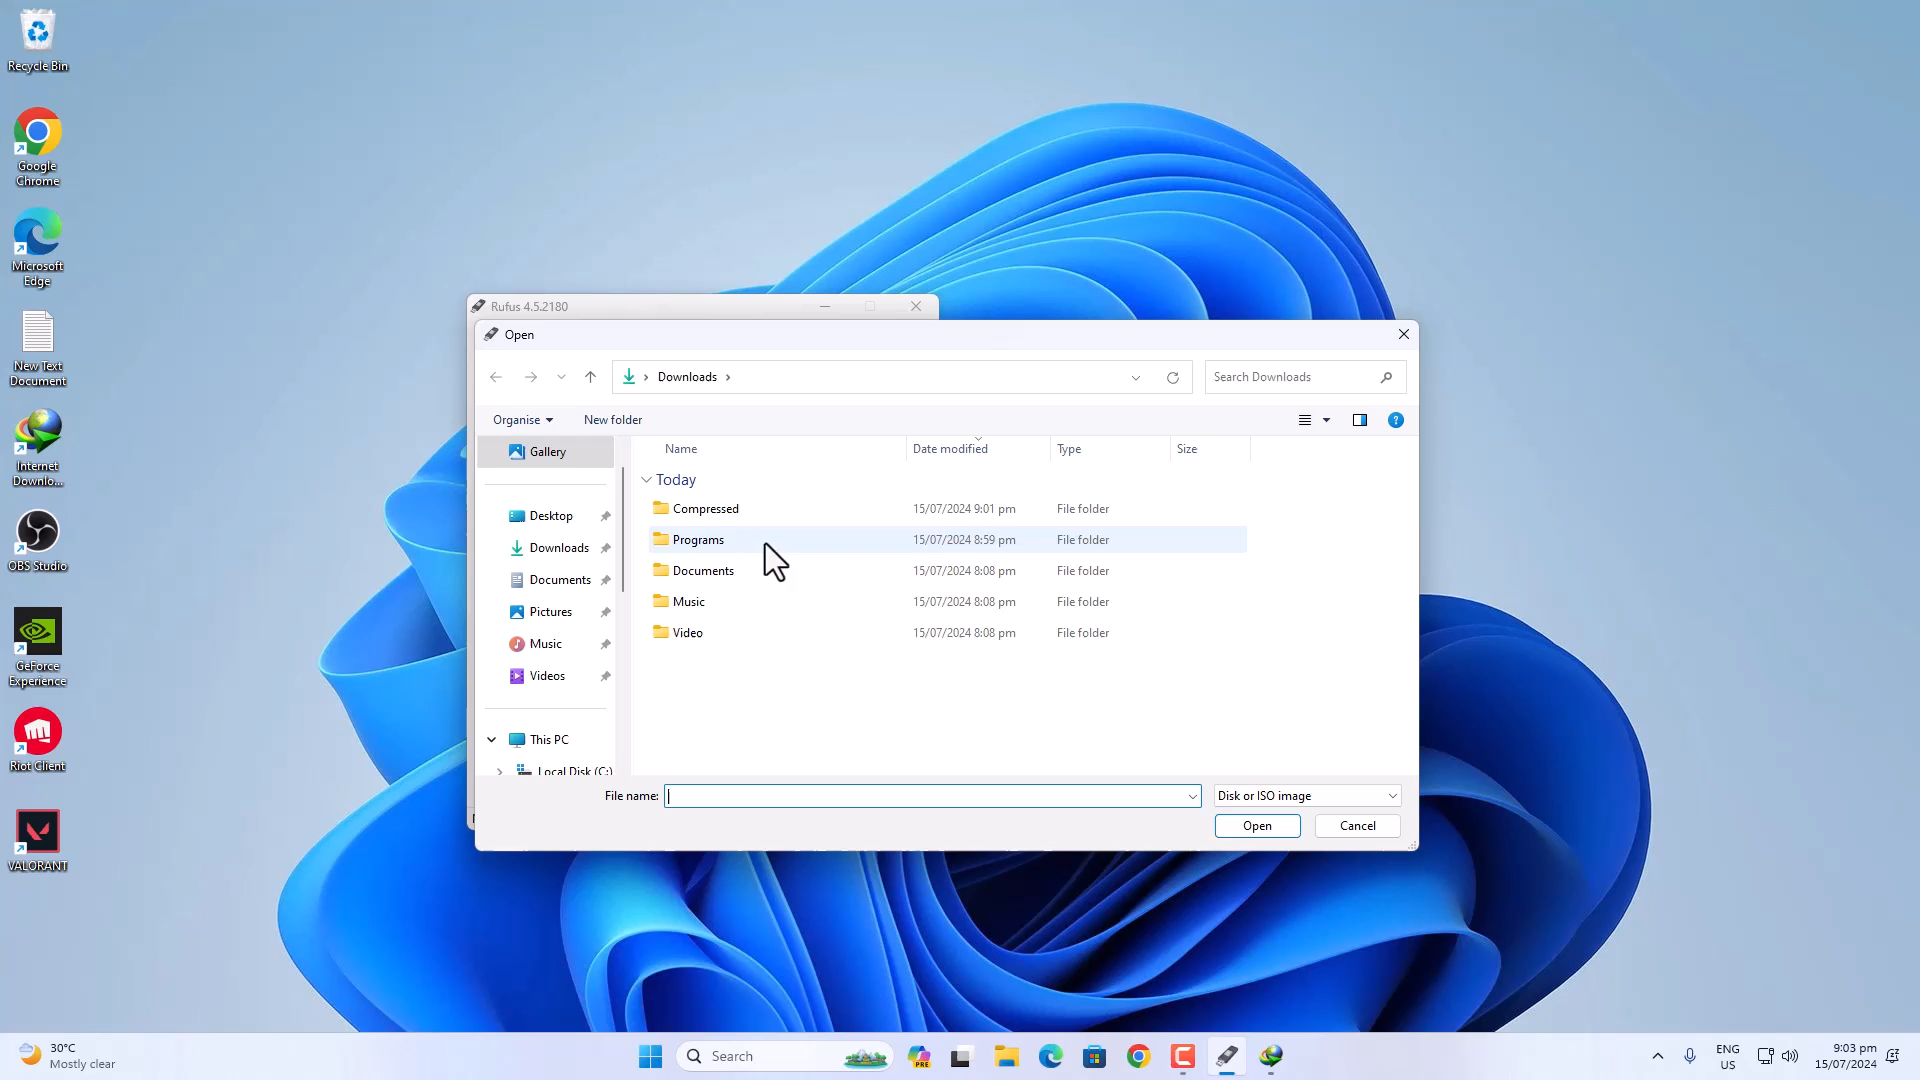 Recycle Bin
Google
Chrome
Microsoft
Edge
New Text
Document
Internet
Downlo...
OBS Studio
GeForce
Experience
Riot Client
VALORANT
Rufus 4.5.2180
Open
Downloads
Search Downloads
Organise
New folder
Gallery
Desktop
Downloads
Documents
Pictures
Music
Videos
This PC
Local Disk (C:)
Name Date modified Type Size
Today
Compressed 15/07/2024 9:01 pm File folder
Programs 15/07/2024 8:59 pm File folder
Documents 15/07/2024 8:08 pm File folder
Music 15/07/2024 8:08 pm File folder
Video 15/07/2024 8:08 pm File folder
File name:
Disk or ISO image
Open Cancel
30°C
Mostly clear
Search
PRE
ENG
US
9:03 pm
15/07/2024